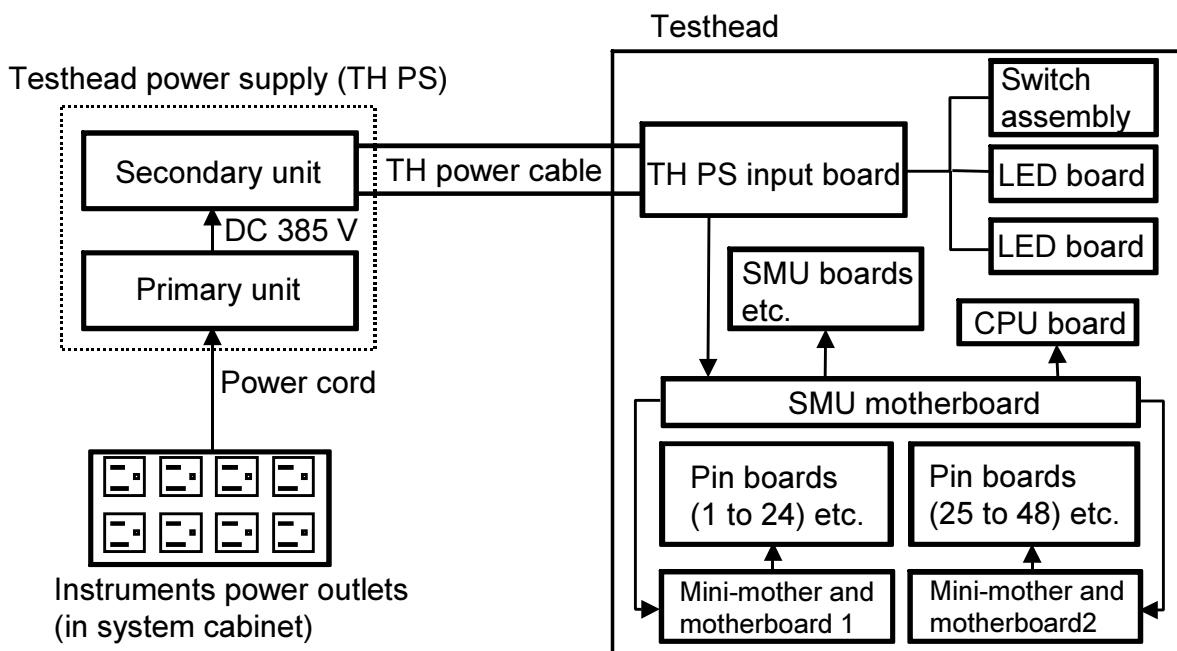 Testhead
Testhead power supply (TH PS)
Secondary unit
DC 385 V
Primary unit
Power cord
Instruments power outlets
(in system cabinet)
TH power cable
TH PS input board
Switch
assembly
LED board
LED board
SMU boards
etc.
CPU board
SMU motherboard
Pin boards
(1 to 24) etc.
Pin boards
(25 to 48) etc.
Mini-mother and
motherboard 1
Mini-mother and
motherboard2